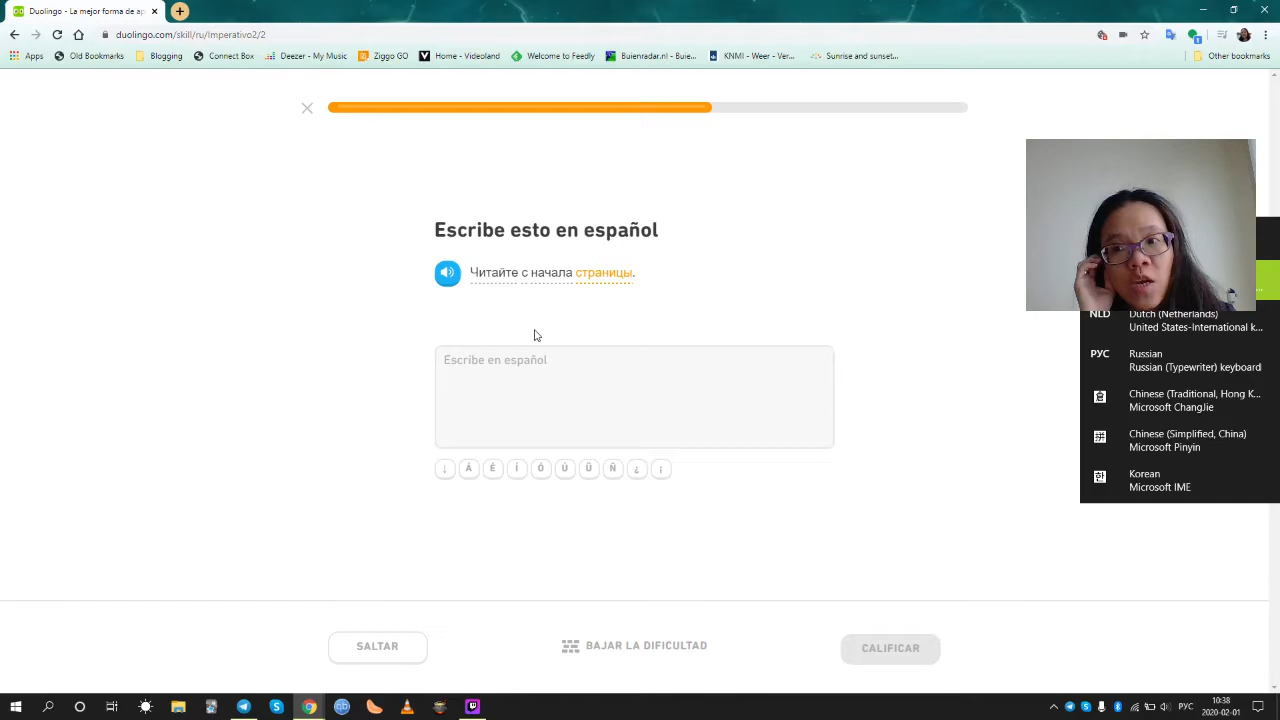 Duolingo - La mejor forma de ap
duolingo.com/skill/ru/Imperativo2/2
Apps
Old Bookmarks
Blogging
Connect Box
Deezer - My Music
Ziggo GO
Home - Videoland
Welcome to Feedly
Buienradar.nl - Buie...
KNMI - Weer - Ver...
Sunrise and sunset...
Other bookmarks
Escribe esto en español
Читайте с начала страницы.
Escribe en español
↓ Á É Í Ó Ú Ü Ñ ¿ ¡
NLD Dutch (Netherlands)
United States-International k...
РУС Russian
Russian (Typewriter) keyboard
Chinese (Traditional, Hong K...
Microsoft ChangJie
Chinese (Simplified, China)
Microsoft Pinyin
Korean
Microsoft IME
SALTAR
BAJAR LA DIFICULTAD
CALIFICAR
РУС
10:38
2020-02-01